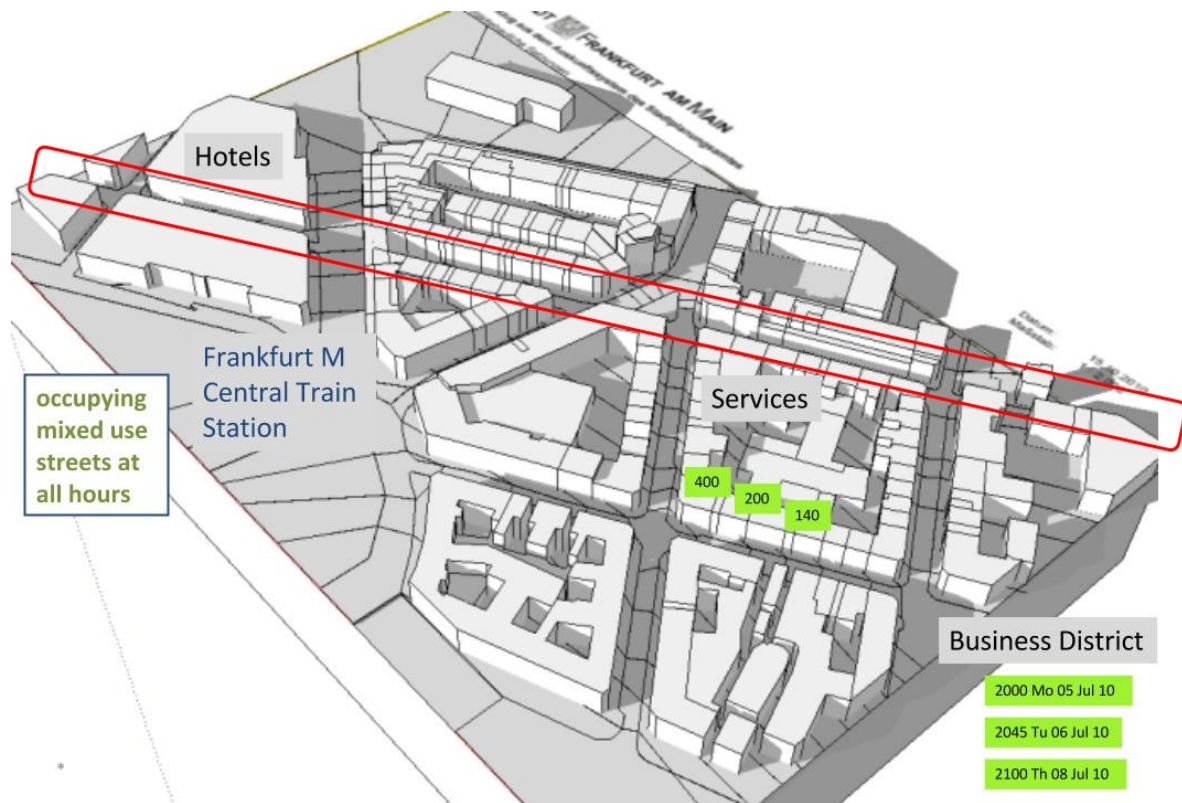 FRANKFURT AM MAIN
Hotels
Frankfurt M
Central Train
Station
occupying
mixed use
streets at
all hours
Services
400
200
140
Datum:
Business District
2000 Mo 05 Jul 10
2045 Tu 06 Jul 10
2100 Th 08 Jul 10
*